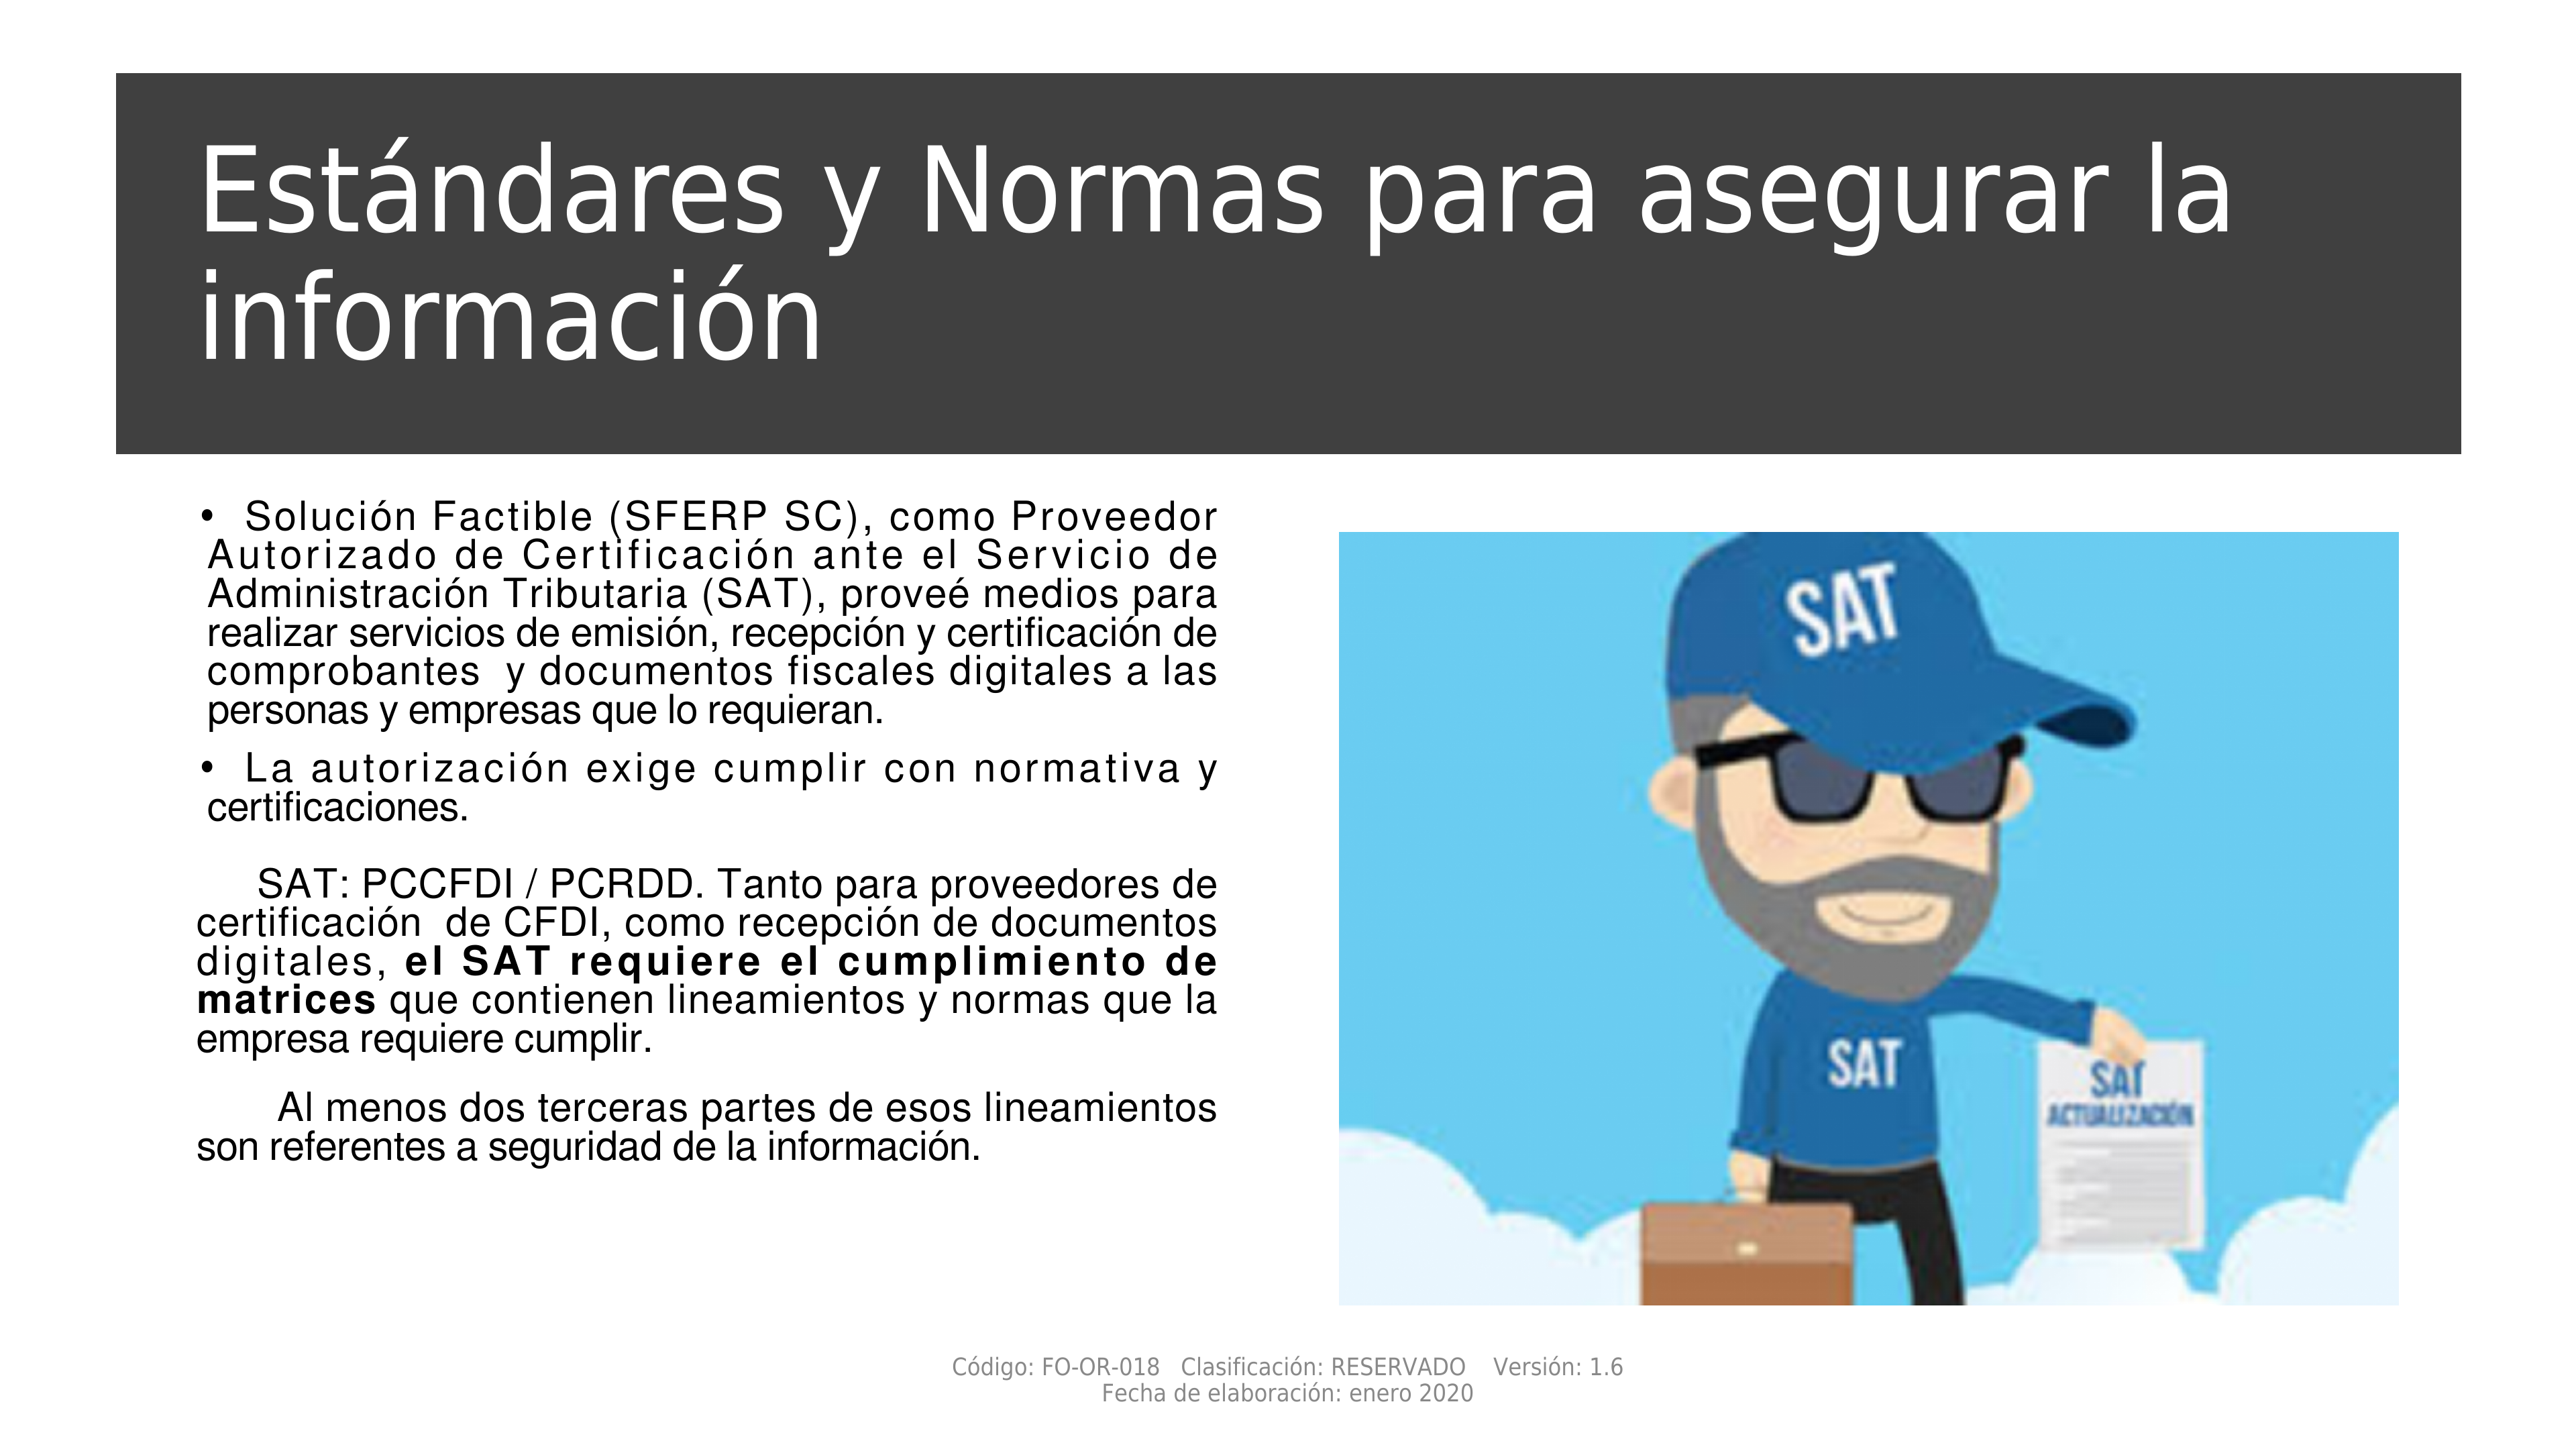 Estándares y Normas para asegurar la
información
• Solución Factible (SFERP SC), como Proveedor
Autorizado de Certificación ante el Servicio de
Administración Tributaria (SAT), proveé medios para
realizar servicios de emisión, recepción y certificación de
comprobantes y documentos fiscales digitales a las
personas y empresas que lo requieran.
• La autorización exige cumplir con normativa y
certificaciones.
SAT: PCCFDI / PCRDD. Tanto para proveedores de
certificación de CFDI, como recepción de documentos
digitales, el SAT requiere el cumplimiento de
matrices que contienen lineamientos y normas que la
empresa requiere cumplir.
Al menos dos terceras partes de esos lineamientos
son referentes a seguridad de la información.
SAT
SAT
SAT
ACTUALIZACIÓN
Código: FO-OR-018 Clasificación: RESERVADO Versión: 1.6
Fecha de elaboración: enero 2020